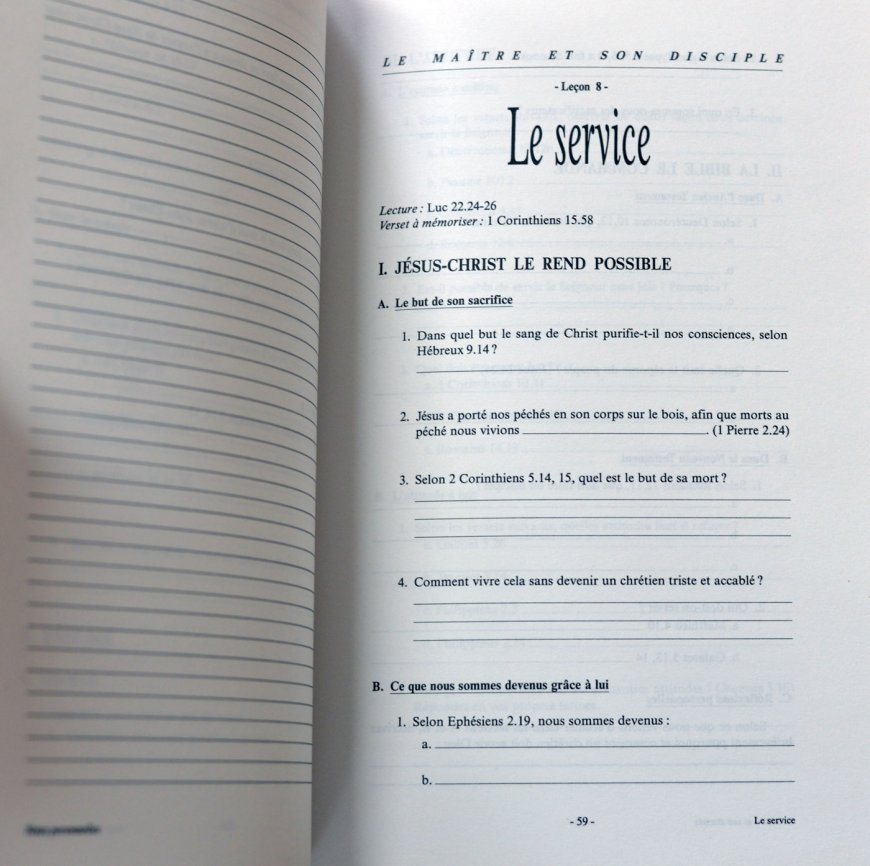 LE MAÎTRE ET SON DISCIPLE
- Leçon 8 -
Le service
Lecture : Luc 22.24-26
Verset à mémoriser : 1 Corinthiens 15.58
I. JÉSUS-CHRIST LE REND POSSIBLE
A. Le but de son sacrifice
1. Dans quel but le sang de Christ purifie-t-il nos consciences, selon
Hébreux 9.14 ?
2. Jésus a porté nos péchés en son corps sur le bois, afin que morts au
péché nous vivions . (1 Pierre 2.24)
3. Selon 2 Corinthiens 5.14, 15, quel est le but de sa mort ?
4. Comment vivre cela sans devenir un chrétien triste et accablé ?
B. Ce que nous sommes devenus grâce à lui
1. Selon Ephésiens 2.19, nous sommes devenus :
a.
b.
- 59 -
Le service